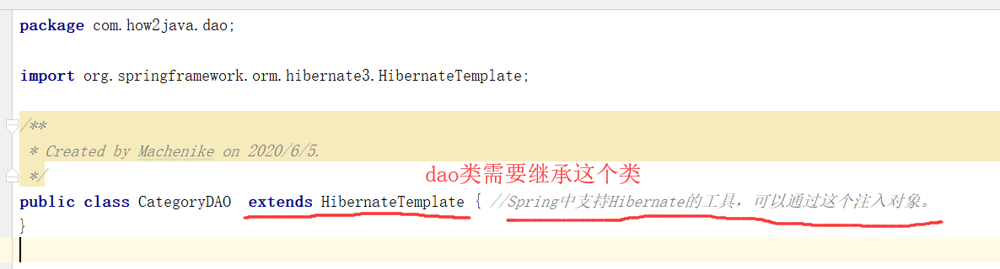 package com.how2java.dao;
import org.springframework.orm.hibernate3.HibernateTemplate;
/**
* Created by Machenike on 2020/6/5.
*/
dao类需要继承这个类
public class CategoryDAO  extends HibernateTemplate { //Spring中支持Hibernate的工具，可以通过这个注入对象。
}